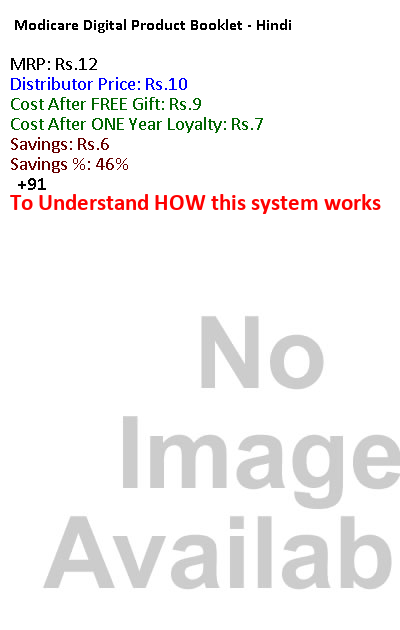 Modicare Digital Product Booklet - Hindi
MRP: Rs.12
Distributor Price: Rs.10
Cost After FREE Gift: Rs.9
Cost After ONE Year Loyalty: Rs.7
Savings: Rs.6
Savings %: 46%
+91
To Understand HOW this system works
No
Image
Availab